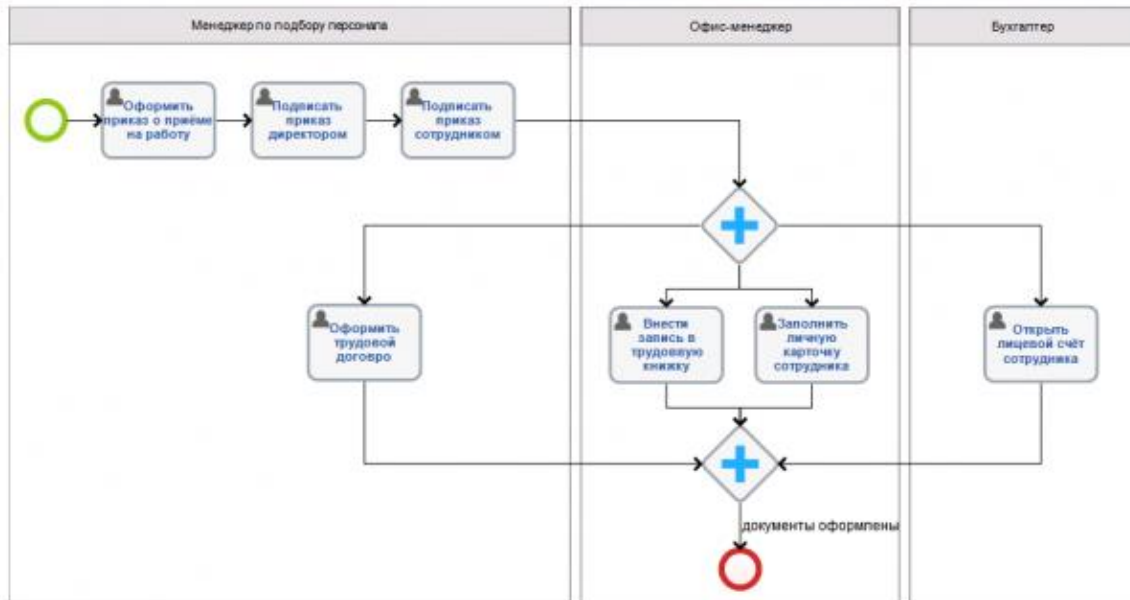 Менеджер по подбору персонала
Офис-менеджер
Бухгалтер
Оформить
приказ о приёме
на работу
Подписать
приказ
директором
Подписать
приказ
сотрудником
Оформить
трудовой
договро
Внести
запись в
трудоввую
книжку
Заполнить
личную
карточку
сотрудника
Открыть
лицевой счёт
сотрудника
документы оформлены